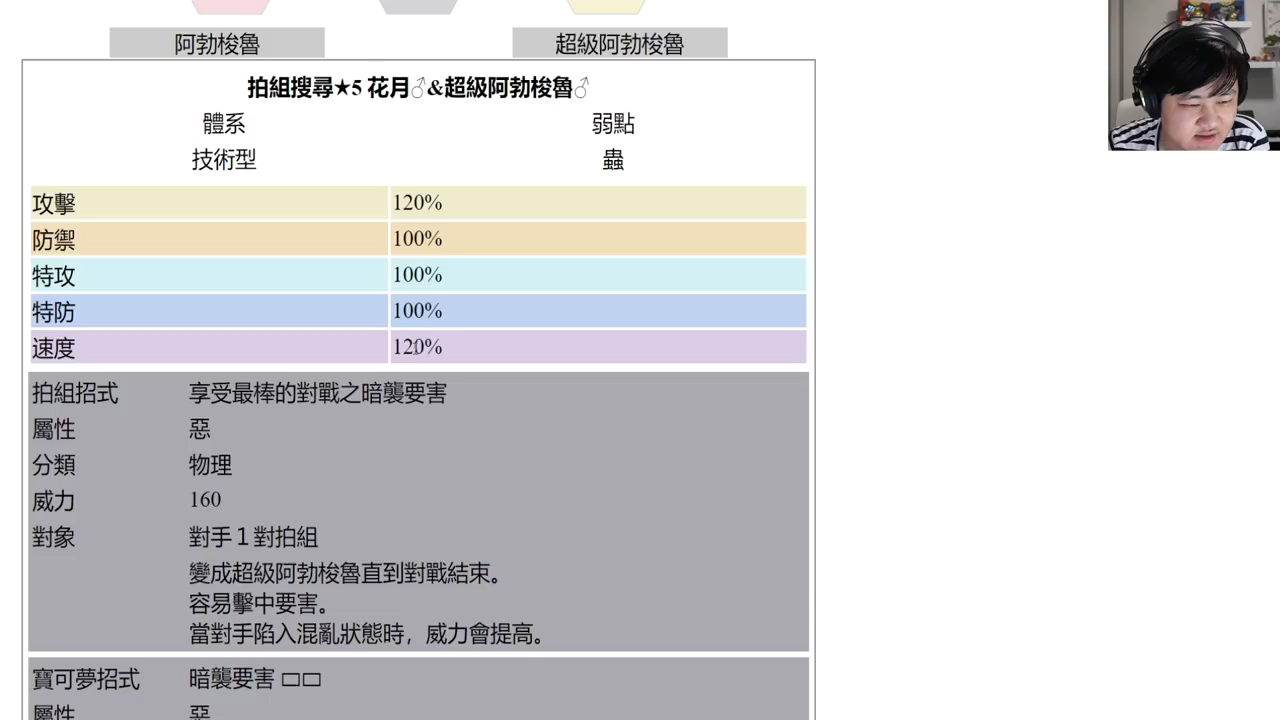 阿勃梭魯 超級阿勃梭魯
拍組搜尋★5 花月♂&超級阿勃梭魯♂
體系 弱點
技術型 蟲
攻擊 120%
防禦 100%
特攻 100%
特防 100%
速度 120%
拍組招式 享受最棒的對戰之暗襲要害
屬性 惡
分類 物理
威力 160
對象 對手１對拍組
變成超級阿勃梭魯直到對戰結束。
容易擊中要害。
當對手陷入混亂狀態時，威力會提高。
寶可夢招式 暗襲要害 □□
屬性 惡